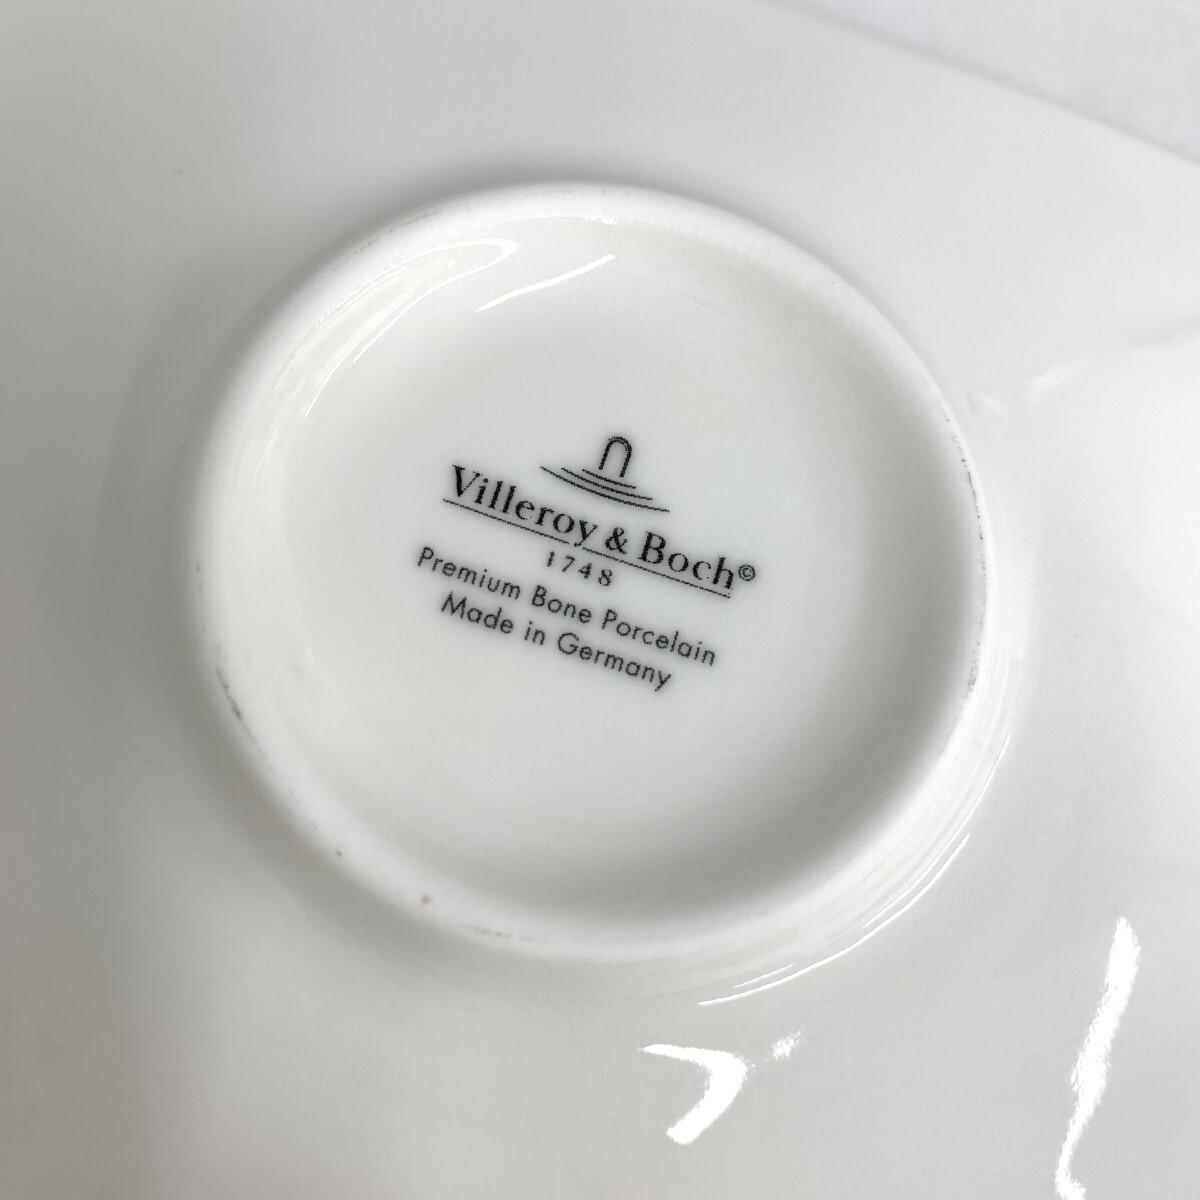 Villeroy & Boch©
1748
Premium Bone Porcelain
Made in Germany